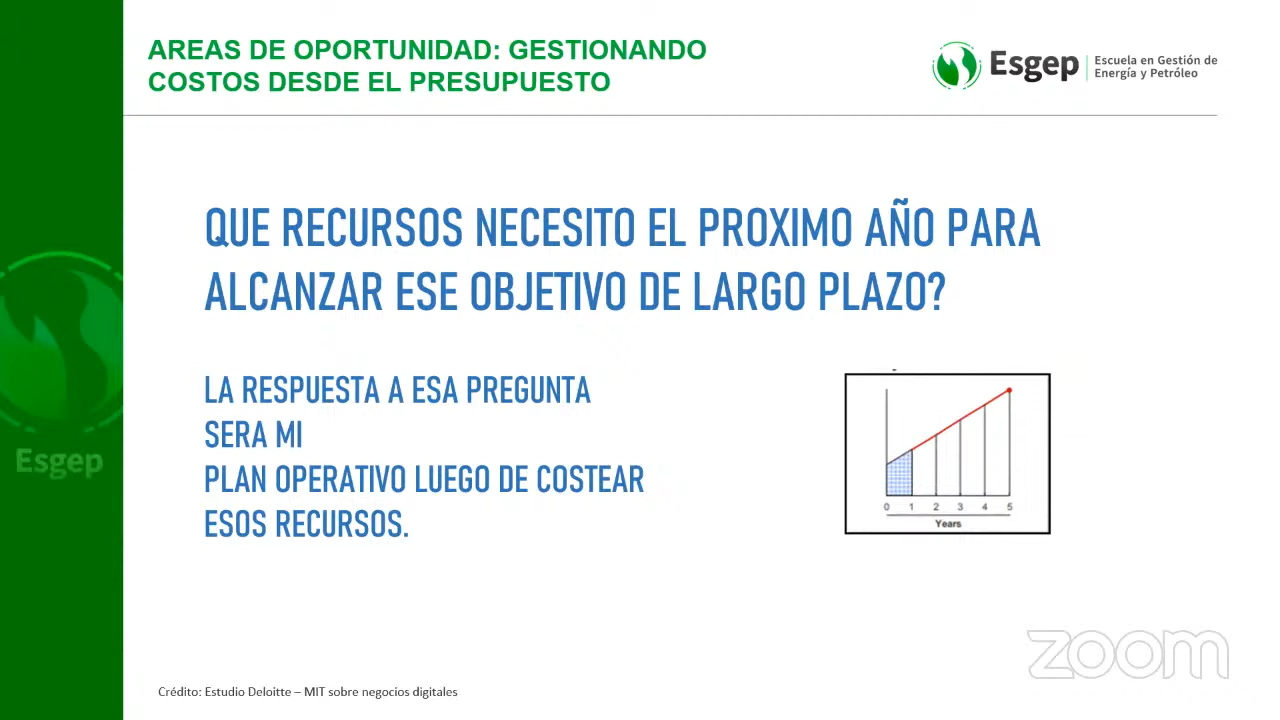 AREAS DE OPORTUNIDAD: GESTIONANDO
COSTOS DESDE EL PRESUPUESTO
Esgep
Escuela en Gestión de
Energía y Petróleo
QUE RECURSOS NECESITO EL PROXIMO AÑO PARA
ALCANZAR ESE OBJETIVO DE LARGO PLAZO?
LA RESPUESTA A ESA PREGUNTA
SERA MI
PLAN OPERATIVO LUEGO DE COSTEAR
ESOS RECURSOS.
0 1 2 3 4 5
Years
Esgep
zoom
Crédito: Estudio Deloitte – MIT sobre negocios digitales